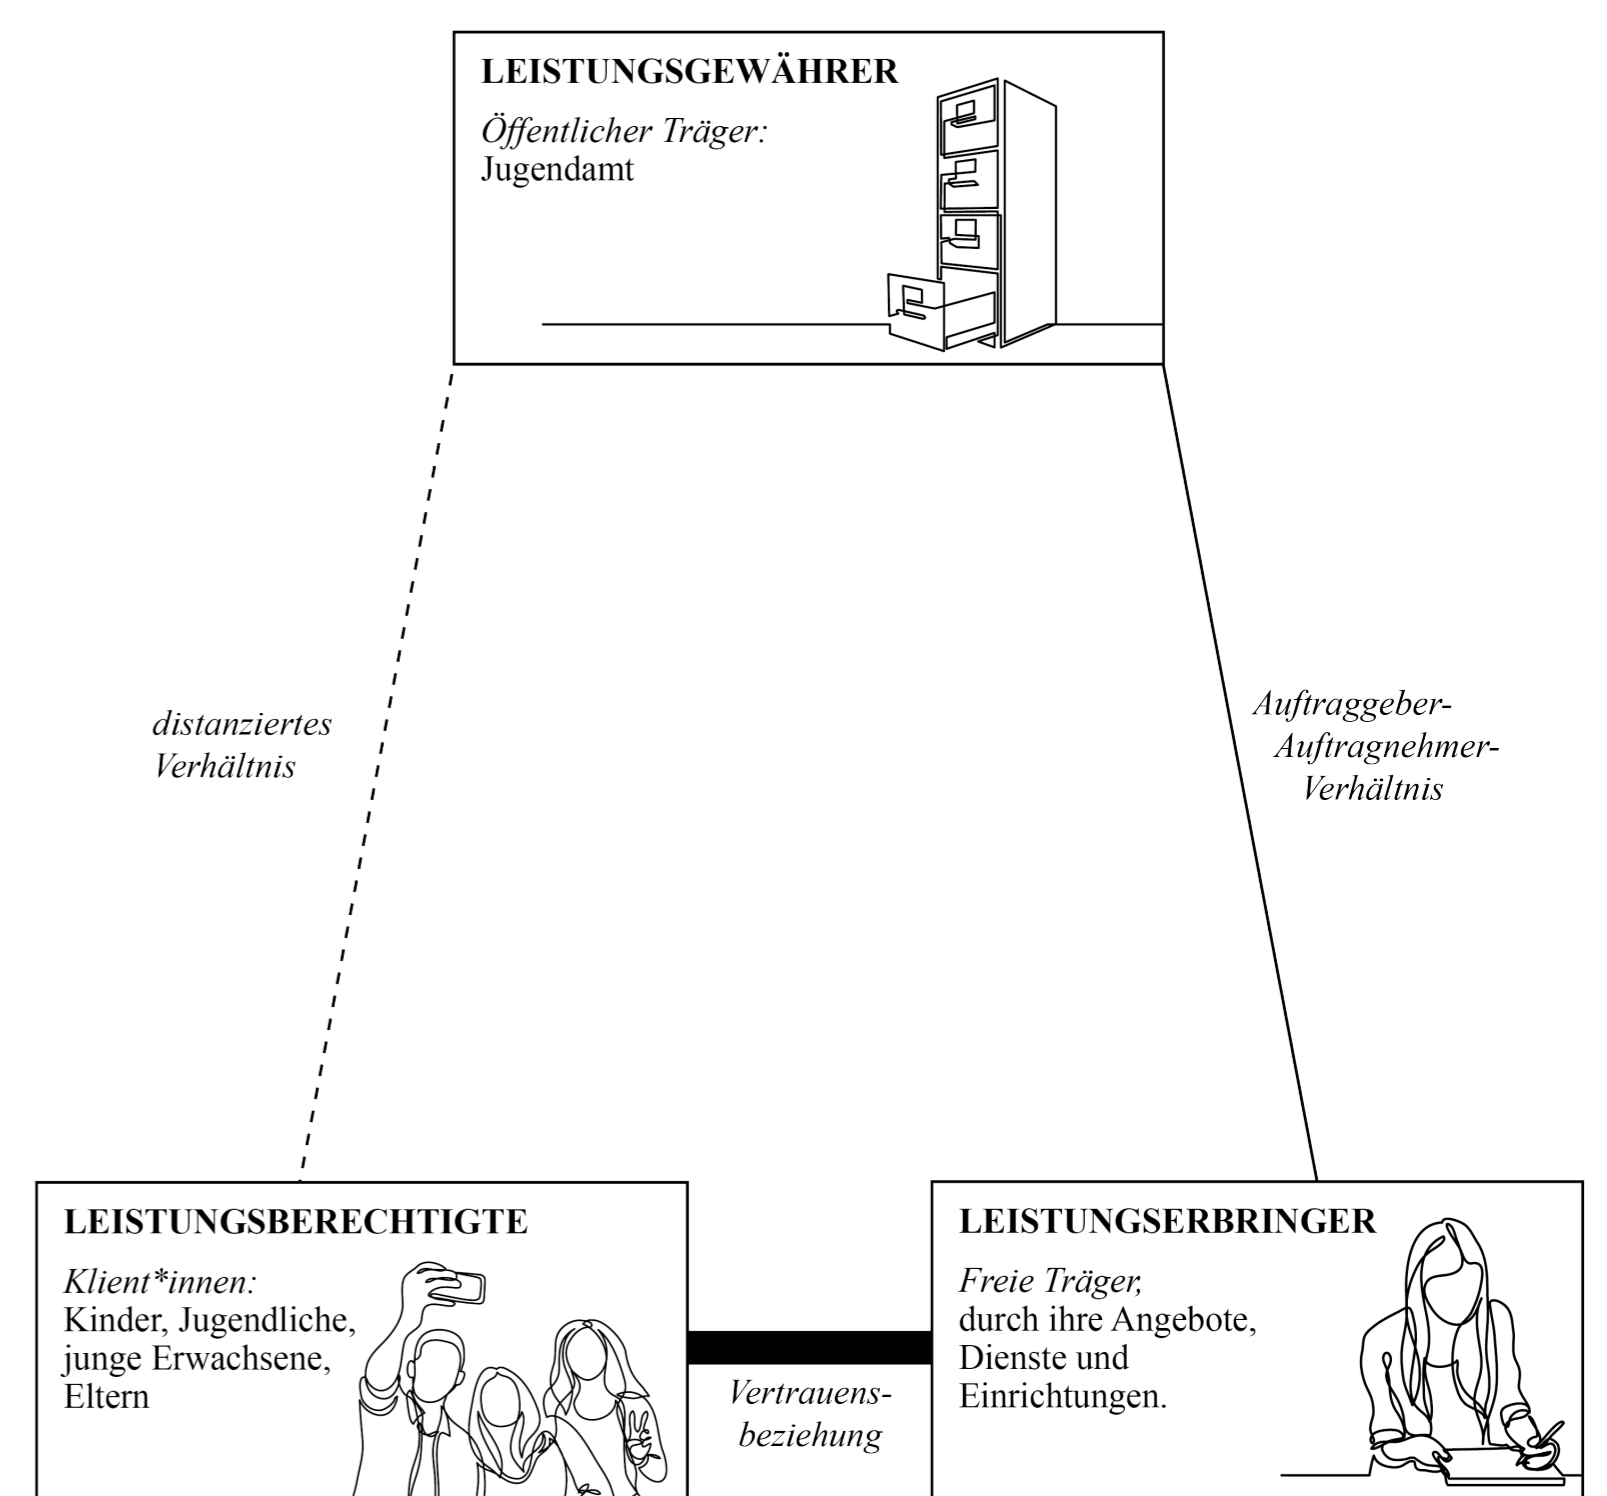 LEISTUNGSGEWÄHRER
Öffentlicher Träger:
Jugendamt
distanziertes
Verhältnis
Auftraggeber-
Auftragnehmer-
Verhältnis
LEISTUNGSBERECHTIGTE
Klient*innen:
Kinder, Jugendliche,
junge Erwachsene,
Eltern
Vertrauens-
beziehung
LEISTUNGSERBRINGER
Freie Träger,
durch ihre Angebote,
Dienste und
Einrichtungen.